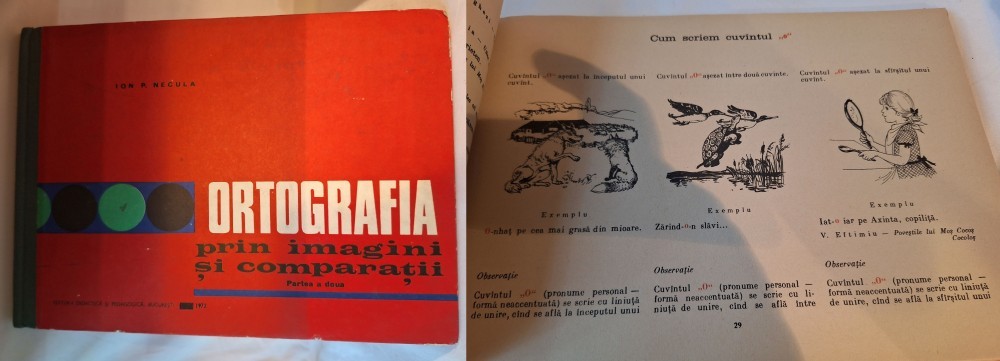 ION P. NECULA
ORTOGRAFIA
prin imagini
și comparații
Partea a doua
1972
Cum scriem cuvîntul „o“
Cuvîntul „O“ așezat la începutul unui
cuvînt.
Exemplu
O-nhaț pe cea mai grasă din mioare.
Observație
Cuvîntul „O“ (pronume personal —
formă neaccentuată) se scrie cu liniuță
de unire, cînd se află la începutul unui
Cuvîntul „O“ așezat între două cuvinte.
Exemplu
Zărind-o-n slăvi...
Observație
Cuvîntul „O“ (pronume personal —
formă neaccentuată) se scrie cu li-
niuță de unire, cînd se află între
Cuvîntul „O“ așezat la sfîrșitul unui
cuvînt.
Exemplu
Iat-o iar pe Axinta, copiliță.
V. Eftimiu — Poveștile lui Moș Cocoș
Cocoloș
Observație
Cuvîntul „O“ (pronume personal —
formă neaccentuată) se scrie cu liniuță
de unire, cînd se află la sfîrșitul unui
29